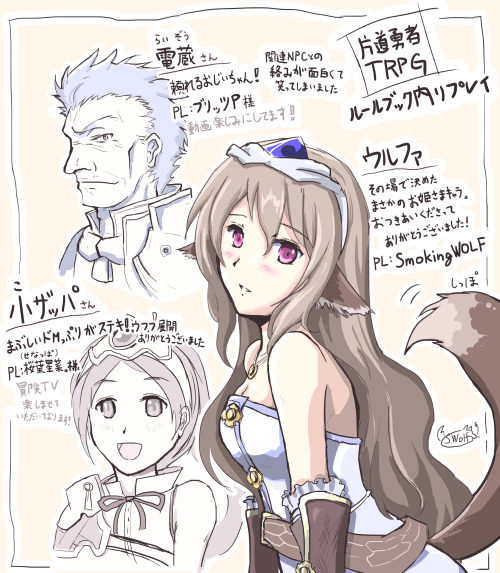 片道勇者
TRPG
ルールブック内リプレイ
らいぞう
雷蔵さん
頼れるおじいちゃん!
PL:ブリッツP様
動画楽しみにしてます!
関連NPCとの
絡みが面白くて
笑ってしまいました
ウルファ
その場で決めた
まさかのお姫さまキャラ。
おつきあいくださって
ありがとうございました!
PL:SmokingWOLF
しっぽ
小ザッパさん
まぶしいドMっぷりがステキ!ウフフ展開
ありがとうございました
(せなっぱ)
PL:桜葉星菜様
冒険TV
楽しませて
いただいております!
SWolf